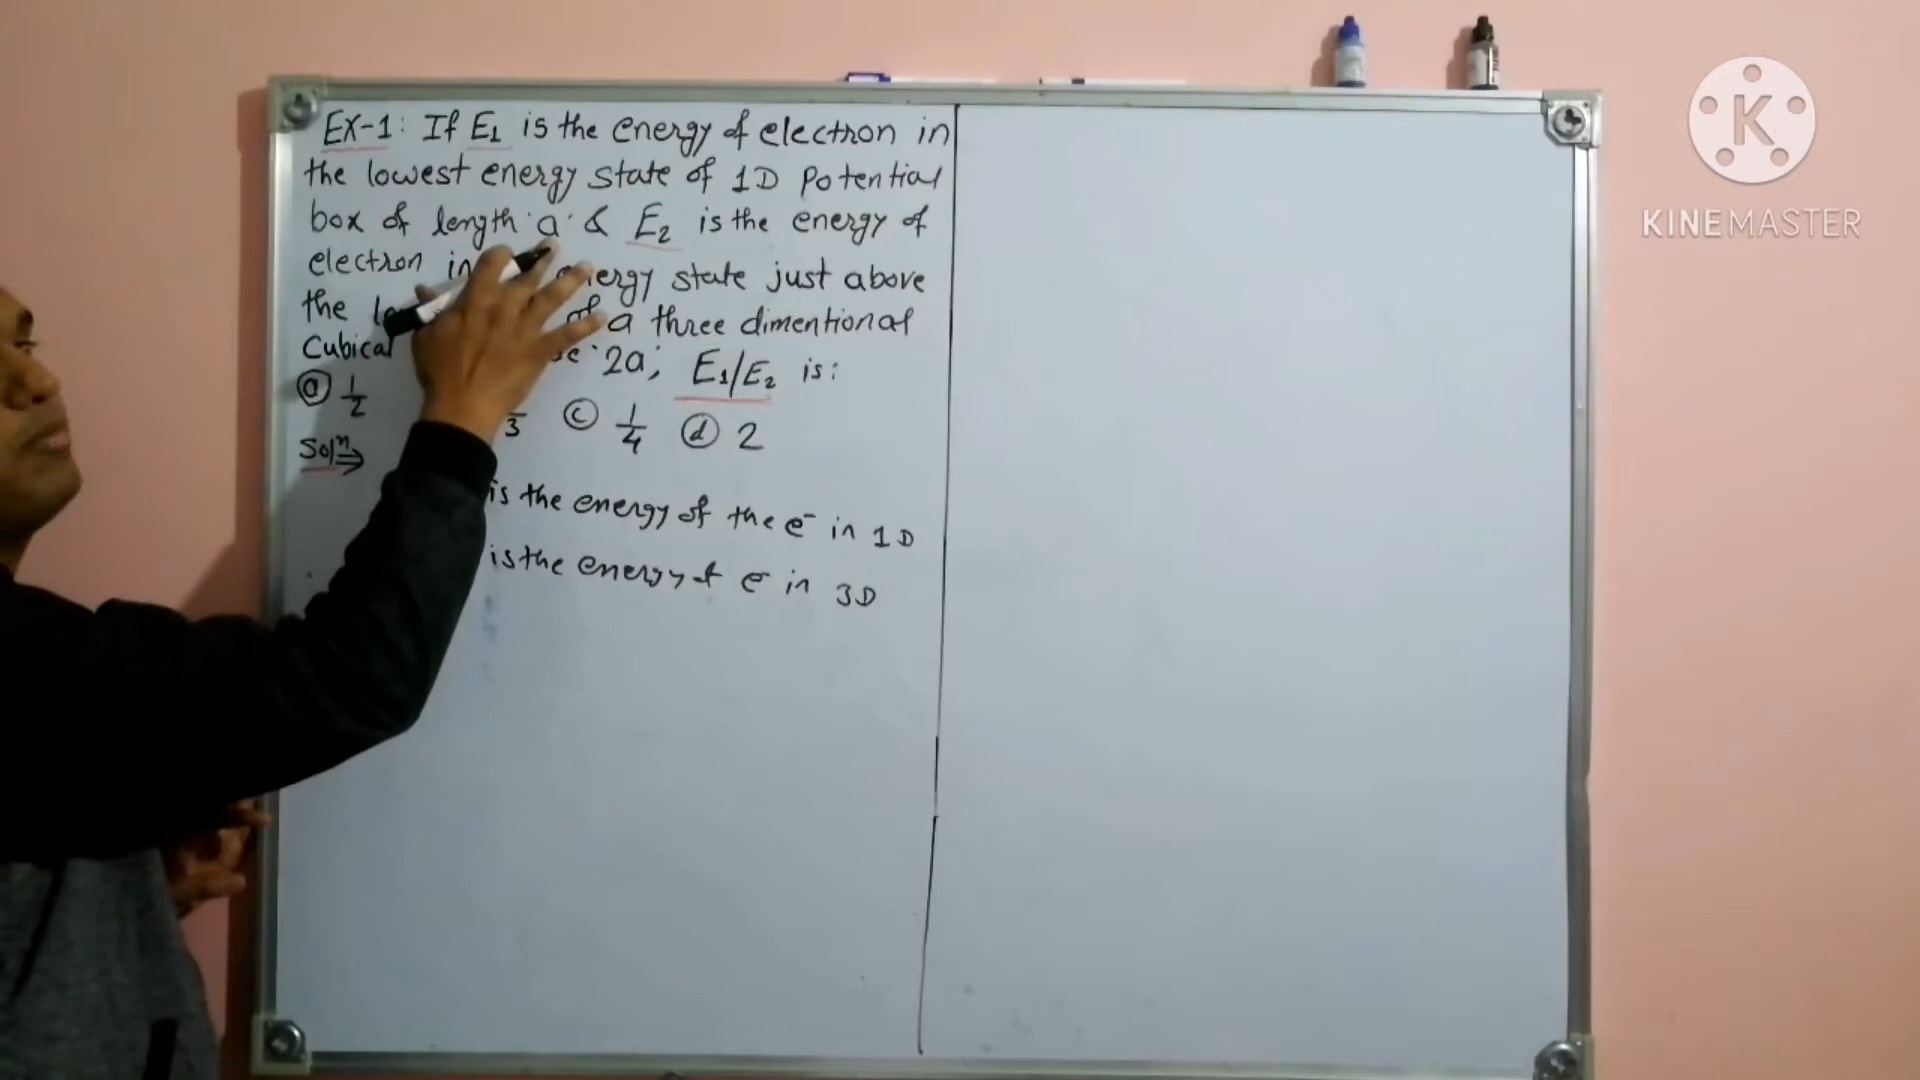 EX-1: If E1 is the energy of electron in
the lowest energy state of 1D Potential
box of length 'a' & E2 is the energy of
electron in energy state just above
the of a three dimentional
Cubical 2a; E1/E2 is:
(a) 1/2 3 (c) 1/4 (d) 2
Soln ⇒
is the energy of the e- in 1D
is the energy of e- in 3D
K
KINEMASTER